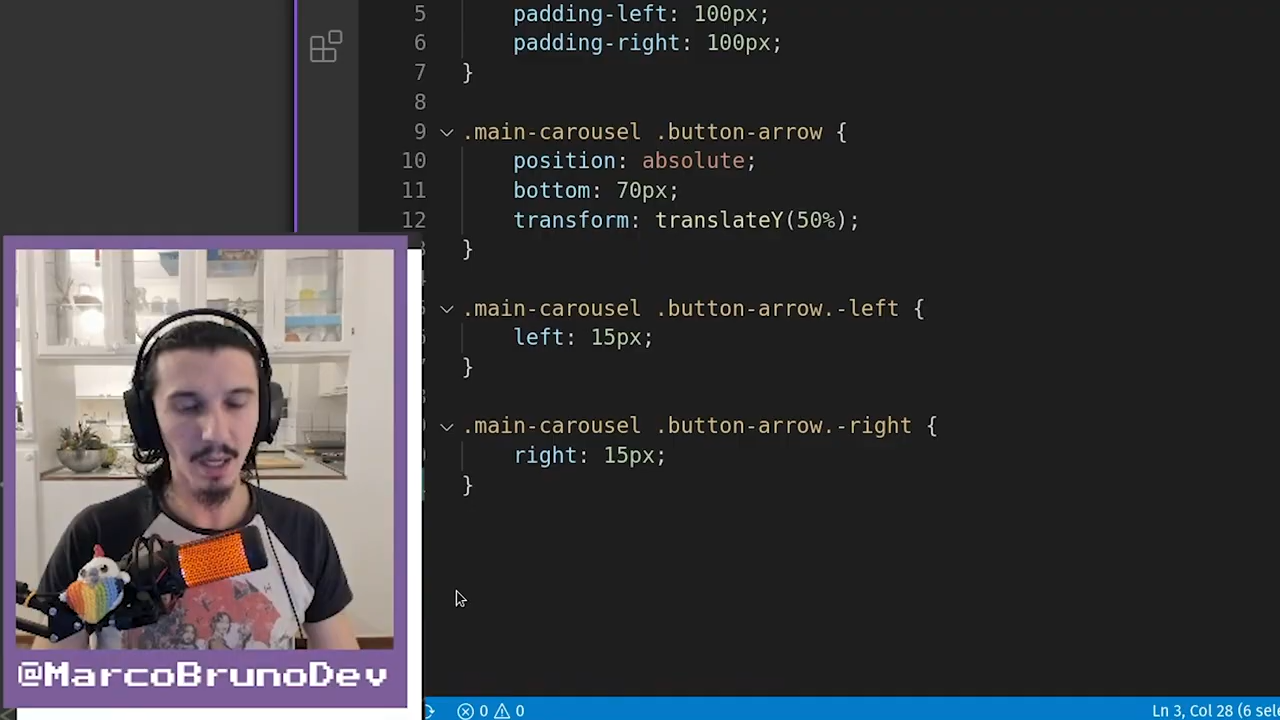 5 padding-left: 100px;
6 padding-right: 100px;
7 }
8
9 .main-carousel .button-arrow {
10 position: absolute;
11 bottom: 70px;
12 transform: translateY(50%);
}
.main-carousel .button-arrow.-left {
left: 15px;
}
.main-carousel .button-arrow.-right {
right: 15px;
}
@MarcoBrunoDev
0 0
Ln 3, Col 28 (6 sele